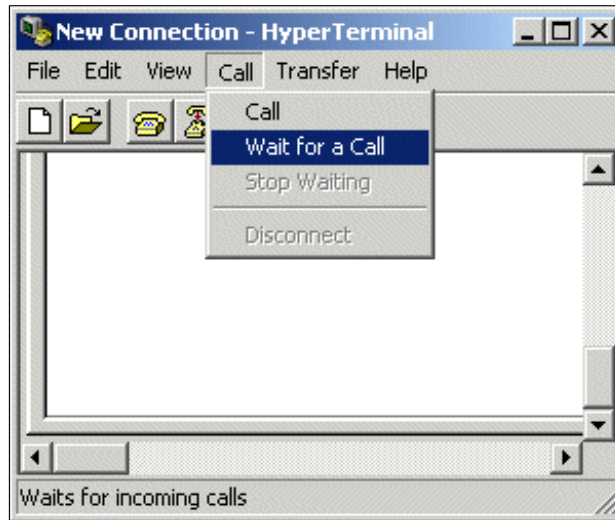 New Connection - HyperTerminal
File Edit View Call Transfer Help
Call
Wait for a Call
Stop Waiting
Disconnect
Waits for incoming calls